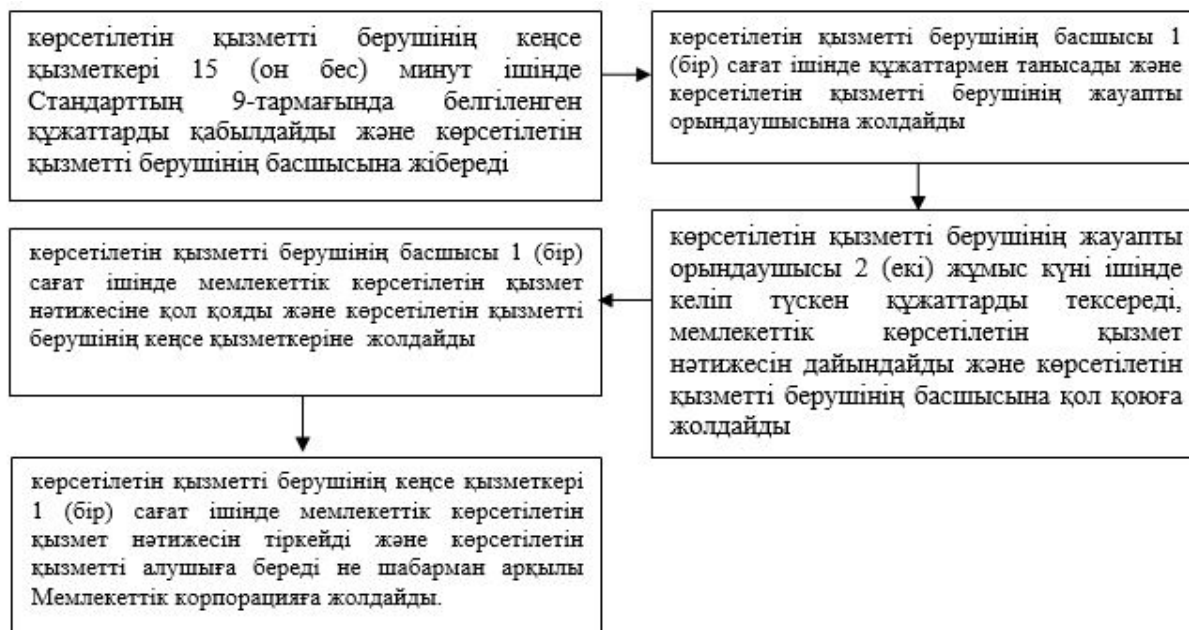 көрсетілетін қызметті берушінің кеңсе
қызметкері 15 (он бес) минут ішінде
Стандарттың 9-тармағында белгіленген
құжаттарды қабылдайды және көрсетілетін
қызметті берушінің басшысына жібереді
көрсетілетін қызметті берушінің басшысы 1
(бір) сағат ішінде құжаттармен танысады және
көрсетілетін қызметті берушінің жауапты
орындаушысына жолдайды
көрсетілетін қызметті берушінің жауапты
орындаушысы 2 (екі) жұмыс күні ішінде
келіп түскен құжаттарды тексереді,
мемлекеттік көрсетілетін қызмет
нәтижесін дайындайды және көрсетілетін
қызметті берушінің басшысына қол қоюға
жолдайды
көрсетілетін қызметті берушінің басшысы 1 (бір)
сағат ішінде мемлекеттік көрсетілетін қызмет
нәтижесіне қол қояды және көрсетілетін қызметті
берушінің кеңсе қызметкеріне жолдайды
көрсетілетін қызметті берушінің кеңсе қызметкері
1 (бір) сағат ішінде мемлекеттік көрсетілетін
қызмет нәтижесін тіркейді және көрсетілетін
қызметті алушыға береді не шабарман арқылы
Мемлекеттік корпорацияға жолдайды.